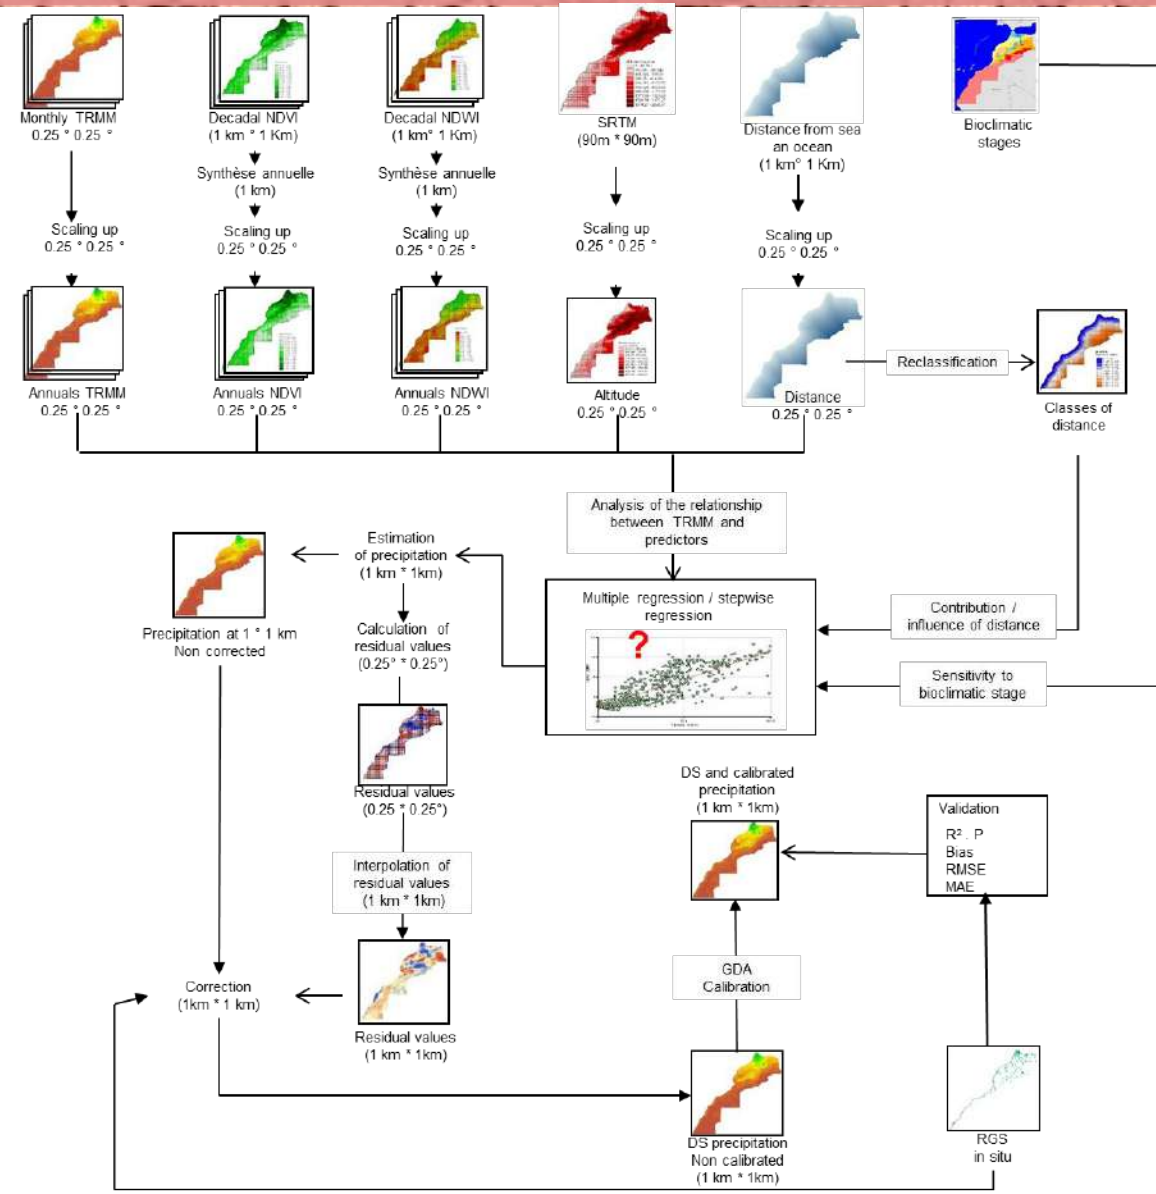 Monthly TRMM
0.25 ° 0.25 °
Decadal NDVI
(1 km ° 1 Km)
Decadal NDWI
(1 km° 1 Km)
SRTM
(90m * 90m)
Distance from sea
an ocean
(1 km° 1 Km)
Bioclimatic
stages
Synthèse annuelle
(1 km)
Synthèse annuelle
(1 km)
Scaling up
0.25 ° 0.25 °
Scaling up
0.25 ° 0.25 °
Scaling up
0.25 ° 0.25 °
Scaling up
0.25 ° 0.25 °
Scaling up
0.25 ° 0.25 °
Annuals TRMM
0.25 ° 0.25 °
Annuals NDVI
0.25 ° 0.25 °
Annuals NDWI
0.25 ° 0.25 °
Altitude
0.25 ° 0.25 °
Distance
0.25 ° 0.25 °
Reclassification
Classes of
distance
Analysis of the relationship
between TRMM and
predictors
Estimation
of precipitation
(1 km * 1km)
Multiple regression / stepwise
regression
?
Contribution /
influence of distance
Sensitivity to
bioclimatic stage
Precipitation at 1 ° 1 km
Non corrected
Calculation of
residual values
(0.25° * 0.25°)
Residual values
(0.25 * 0.25°)
Interpolation of
residual values
(1 km * 1km)
Residual values
(1 km * 1km)
Correction
(1km * 1 km)
DS and calibrated
precipitation
(1 km * 1km)
Validation
R² . P
Bias
RMSE
MAE
GDA
Calibration
DS precipitation
Non calibrated
(1 km * 1km)
RGS
in situ